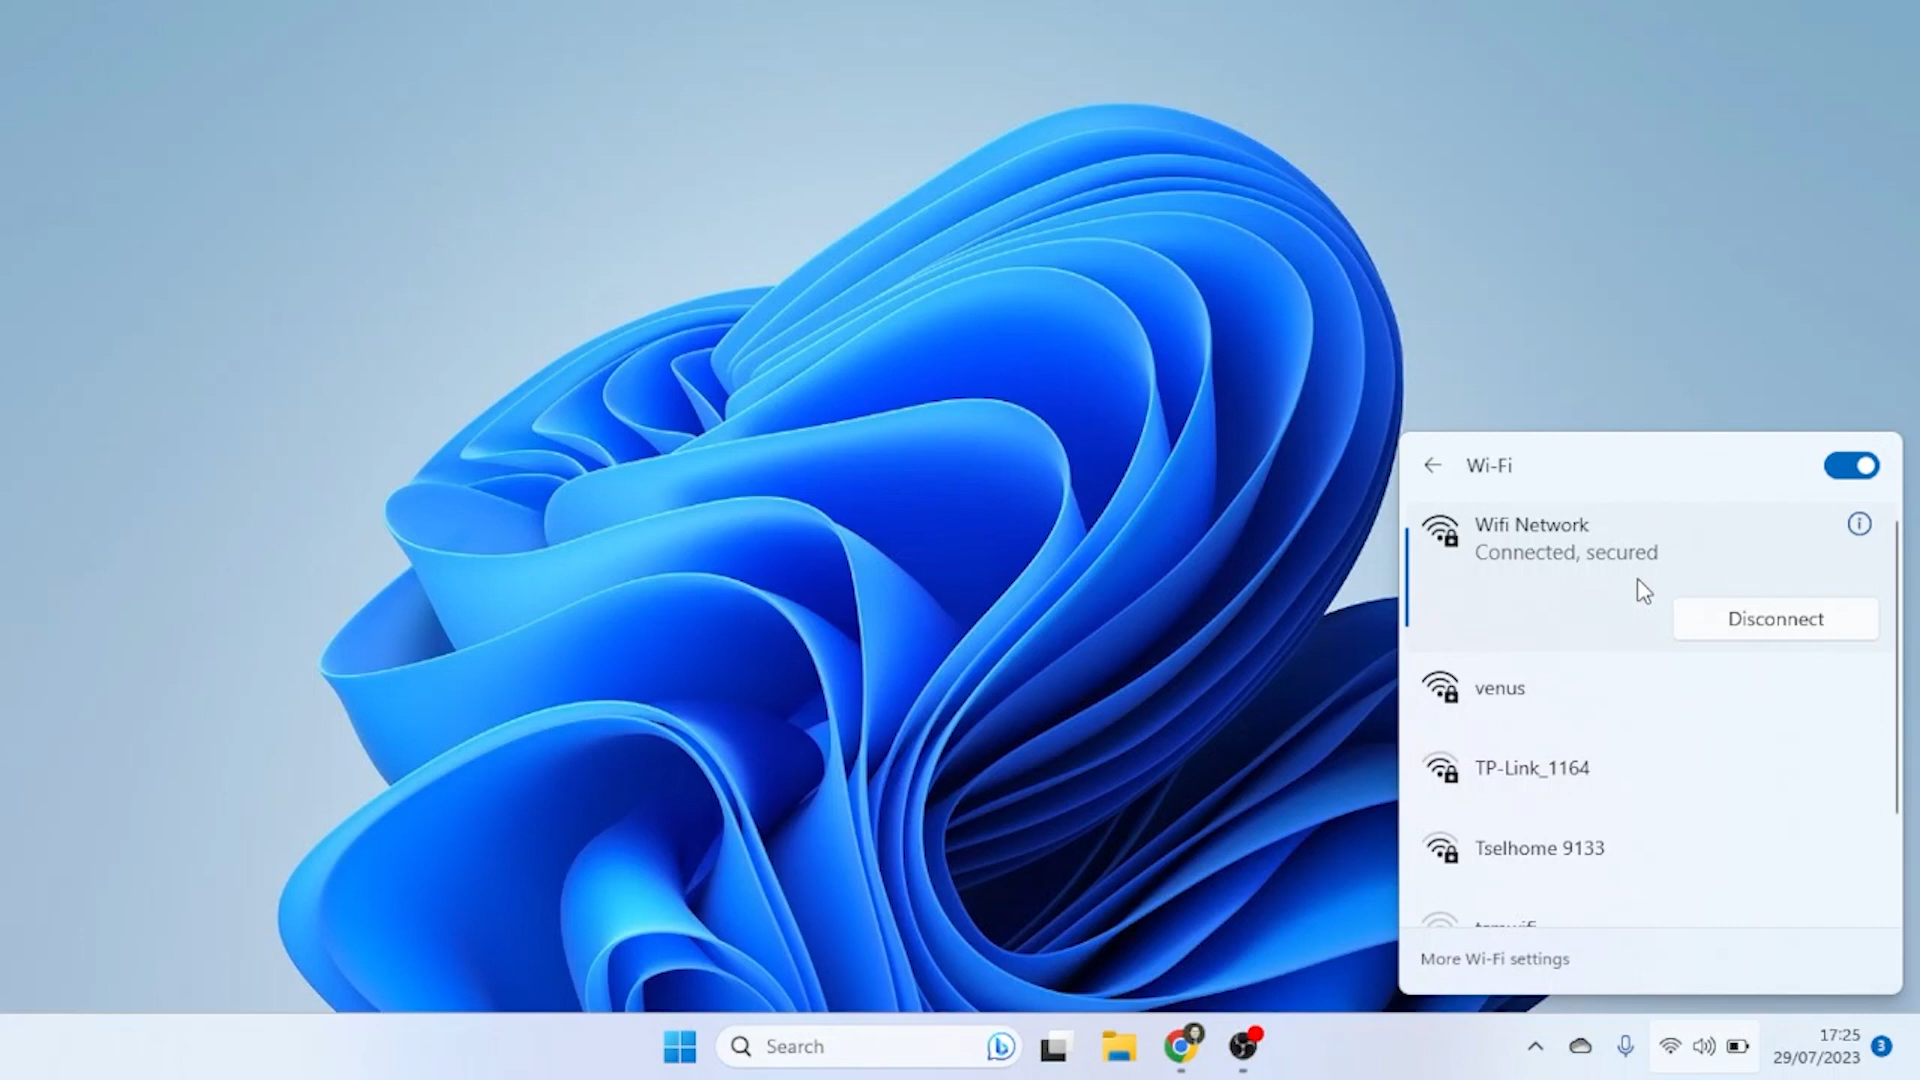 Wi-Fi
Wifi Network
Connected, secured
Disconnect
venus
TP-Link_1164
Tselhome 9133
More Wi-Fi settings
Search
17:25
29/07/2023
3